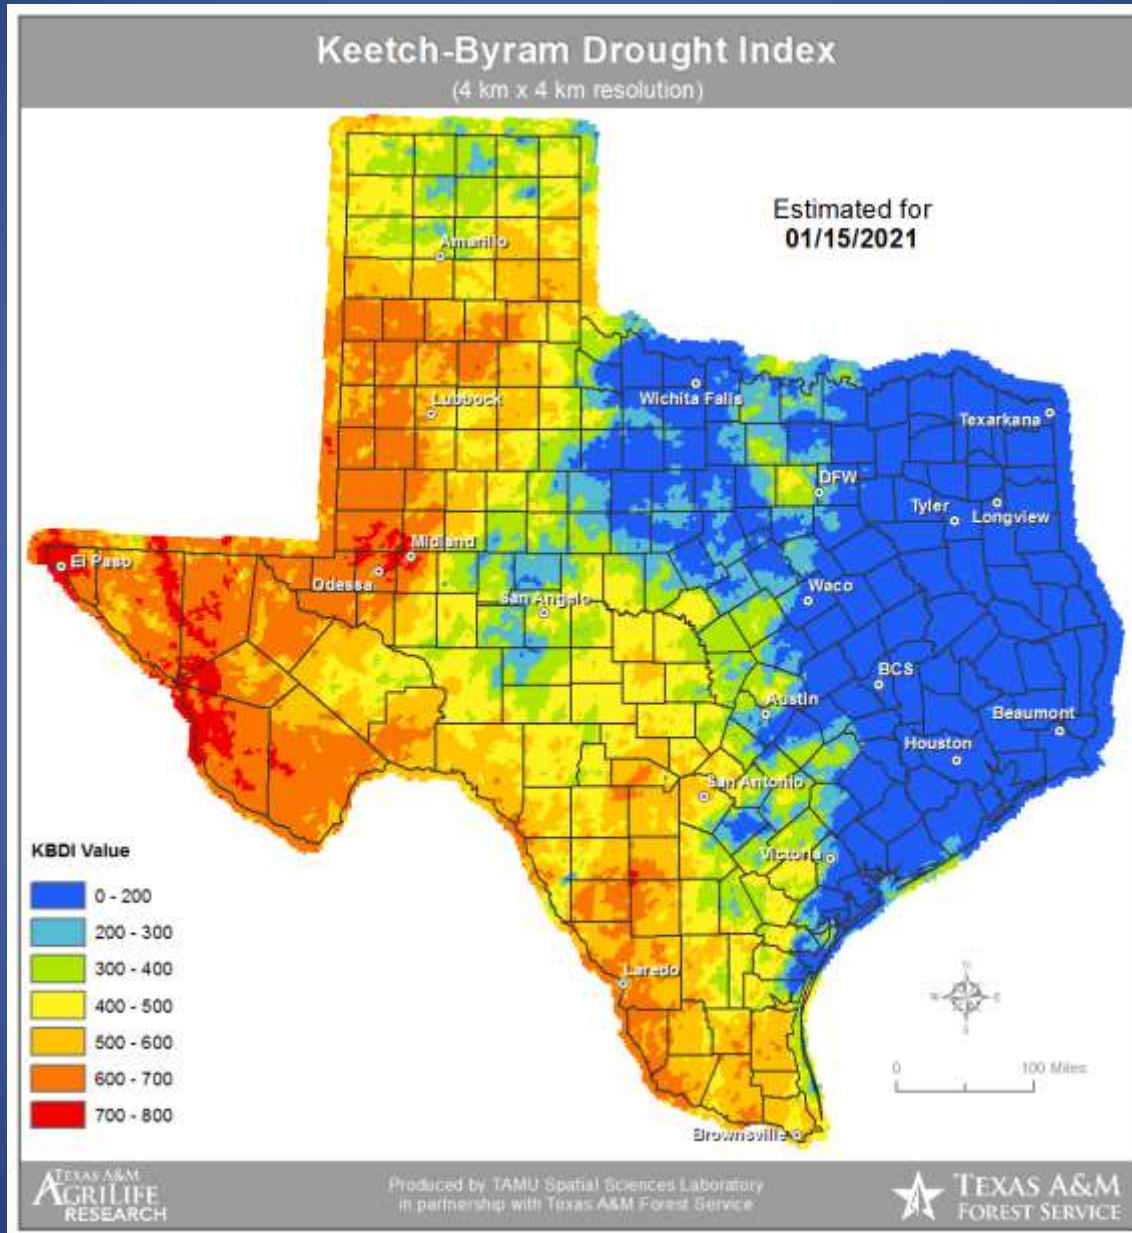 Keetch-Byram Drought Index
(4 km x 4 km resolution)
Estimated for
01/15/2021
Amarillo
Wichita Falls
Lubbock
Texarkana
DFW
Tyler
Longview
Midland
El Paso
Odessa
San Angelo
Waco
BCS
Austin
Beaumont
Houston
San Antonio
Victoria
Laredo
Brownsville
KBDI Value
0 - 200
200 - 300
300 - 400
400 - 500
500 - 600
600 - 700
700 - 800
N
W
E
S
0
100 Miles
TEXAS A&M
AGRILIFE
RESEARCH
Produced by TAMU Spatial Sciences Laboratory
in partnership with Texas A&M Forest Service
TEXAS A&M
FOREST SERVICE